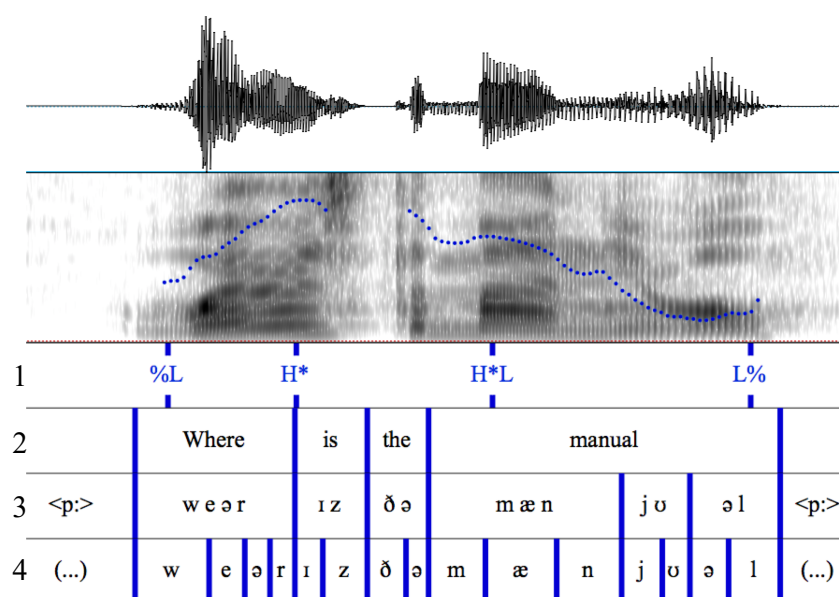 1 %L H* H*L L%
2 Where is the manual
3 <p:> w e ə r ɪ z ð ə m æ n j ʊ ə l <p:>
4 (...) w e ə r ɪ z ð ə m æ n j ʊ ə l (...)